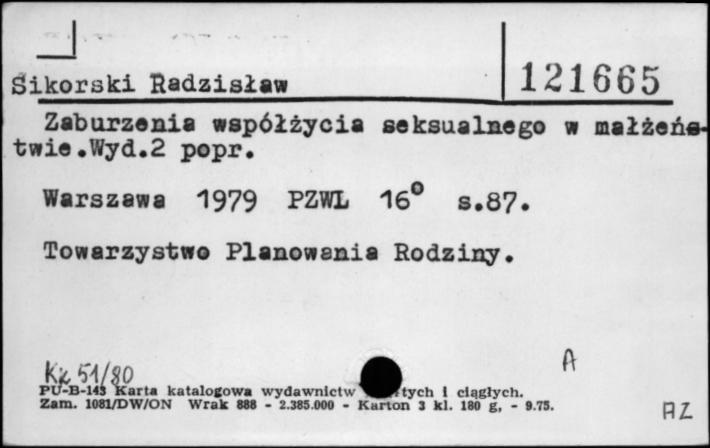 Sikorski Radzisław
121665
Zaburzenia współżycia seksualnego w małżeńs-
twie.Wyd.2 popr.
Warszawa 1979 PZWL 16° s.87.
Towarzystwo Planowania Rodziny.
A
Kz 51/80
PU-B-143 Karta katalogowa wydawnictw tych i ciągłych.
Zam. 1081/DW/ON Wrak 888 - 2.385.000 - Karton 3 kl. 180 g, - 9.75.
AZ